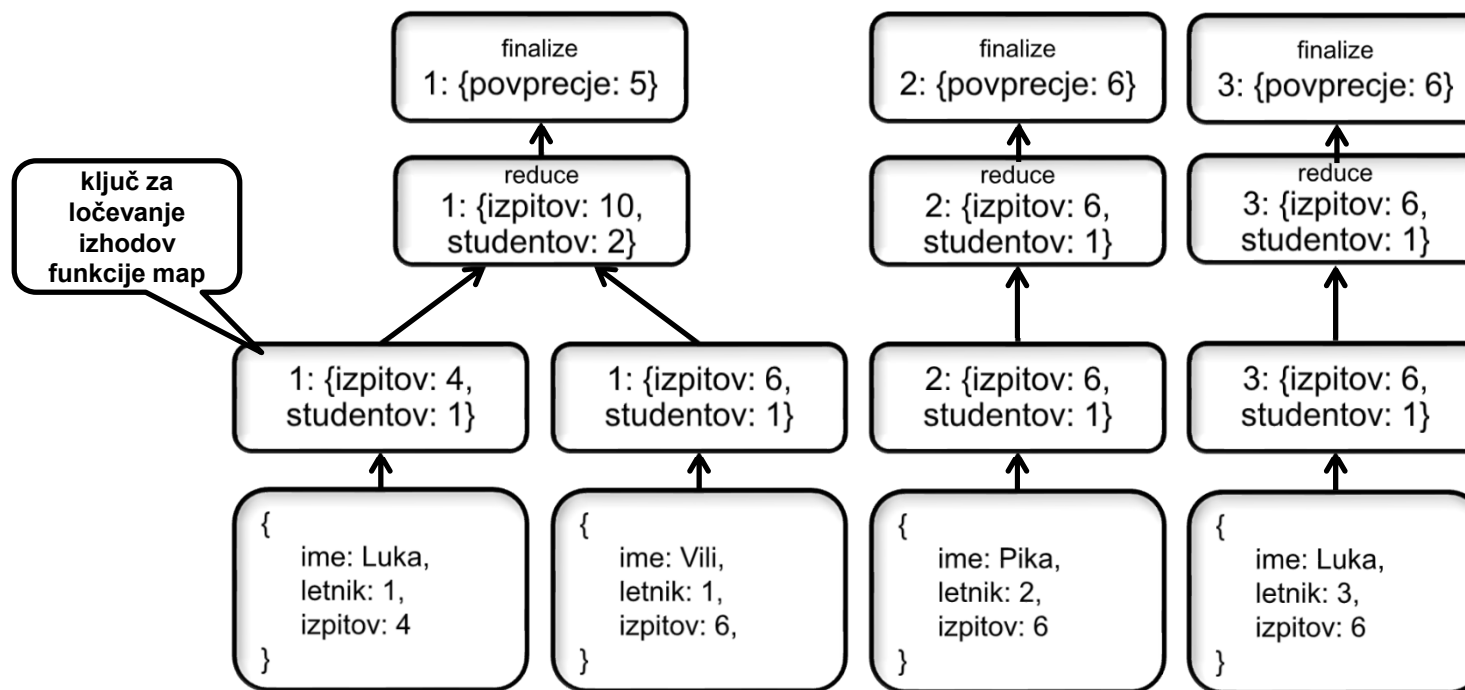 finalize
1: {povprecje: 5}
finalize
2: {povprecje: 6}
finalize
3: {povprecje: 6}
ključ za
ločevanje
izhodov
funkcije map
reduce
1: {izpitov: 10,
studentov: 2}
reduce
2: {izpitov: 6,
studentov: 1}
reduce
3: {izpitov: 6,
studentov: 1}
1: {izpitov: 4,
studentov: 1}
1: {izpitov: 6,
studentov: 1}
2: {izpitov: 6,
studentov: 1}
3: {izpitov: 6,
studentov: 1}
{
ime: Luka,
letnik: 1,
izpitov: 4
}
{
ime: Vili,
letnik: 1,
izpitov: 6,
}
{
ime: Pika,
letnik: 2,
izpitov: 6
}
{
ime: Luka,
letnik: 3,
izpitov: 6
}